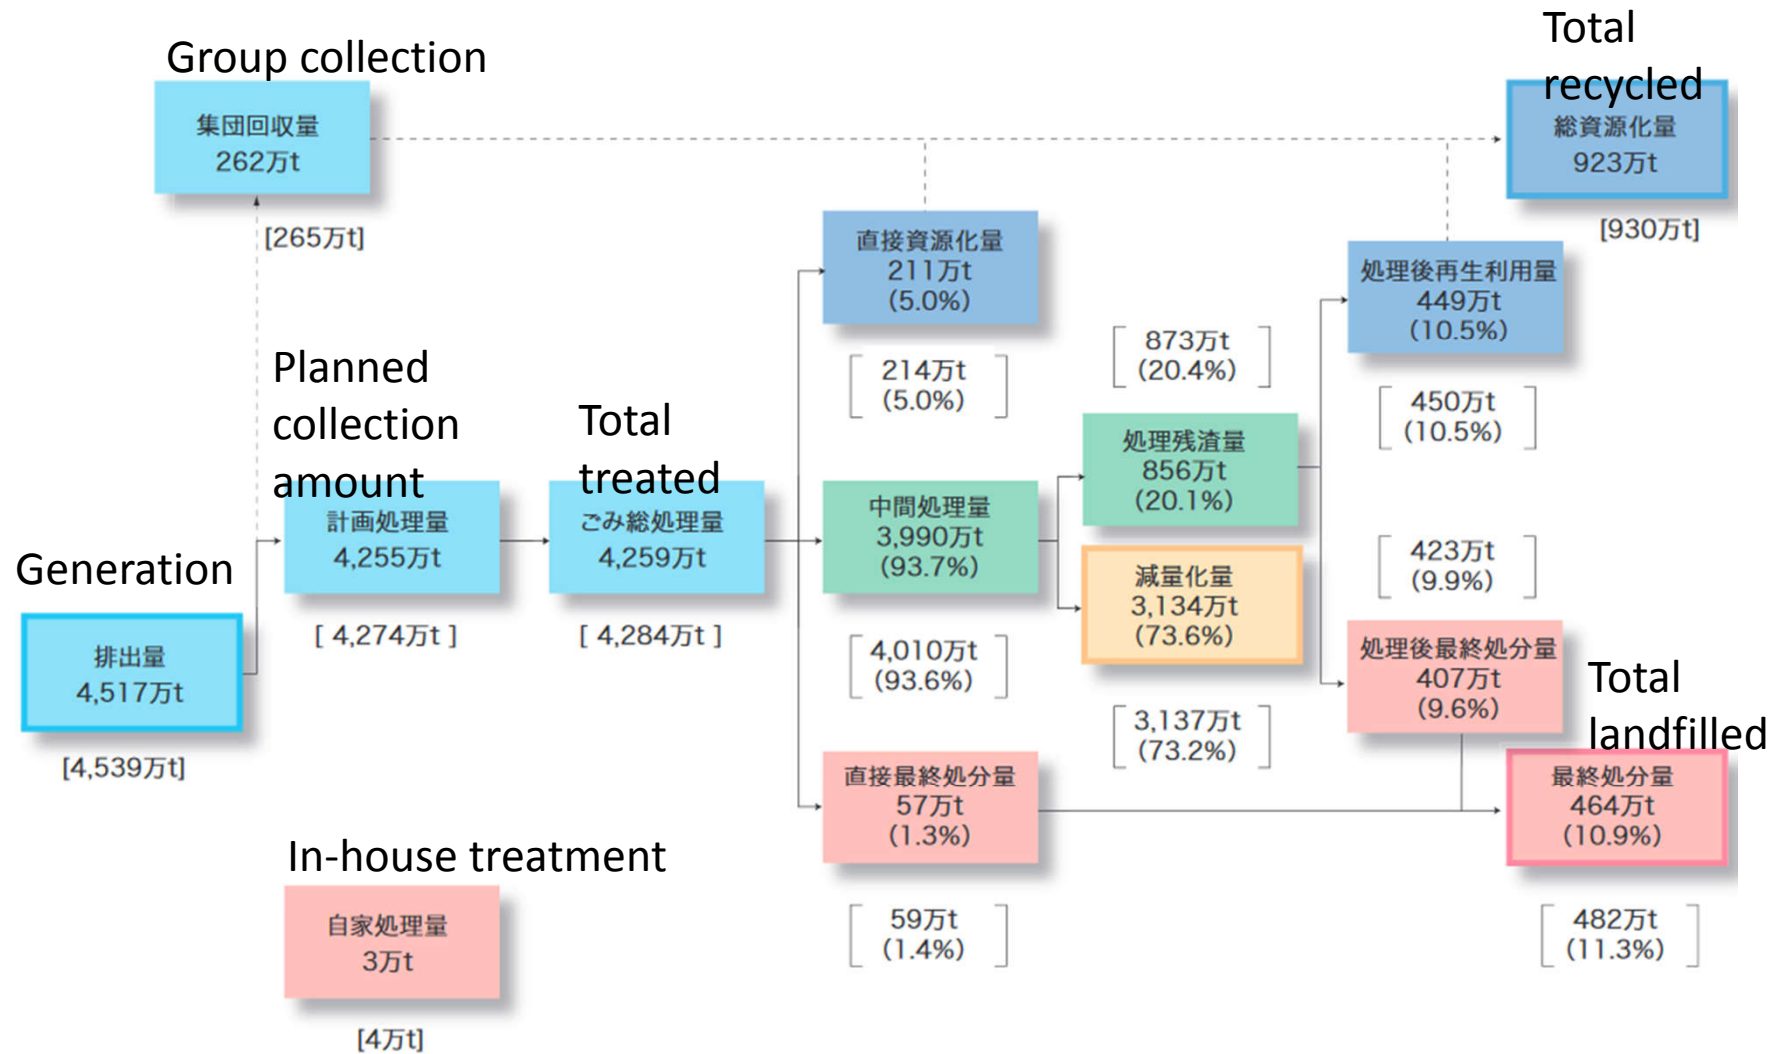 Group collection
集団回収量
262万t
[265万t]
Total
recycled
総資源化量
923万t
[930万t]
直接資源化量
211万t
(5.0%)
214万t
(5.0%)
873万t
(20.4%)
処理後再生利用量
449万t
(10.5%)
450万t
(10.5%)
Planned
collection
amount
計画処理量
4,255万t
[ 4,274万t ]
Total
treated
ごみ総処理量
4,259万t
[ 4,284万t ]
中間処理量
3,990万t
(93.7%)
4,010万t
(93.6%)
処理残渣量
856万t
(20.1%)
減量化量
3,134万t
(73.6%)
3,137万t
(73.2%)
423万t
(9.9%)
処理後最終処分量
407万t
(9.6%)
Generation
排出量
4,517万t
[4,539万t]
直接最終処分量
57万t
(1.3%)
59万t
(1.4%)
Total
landfilled
最終処分量
464万t
(10.9%)
482万t
(11.3%)
In-house treatment
自家処理量
3万t
[4万t]